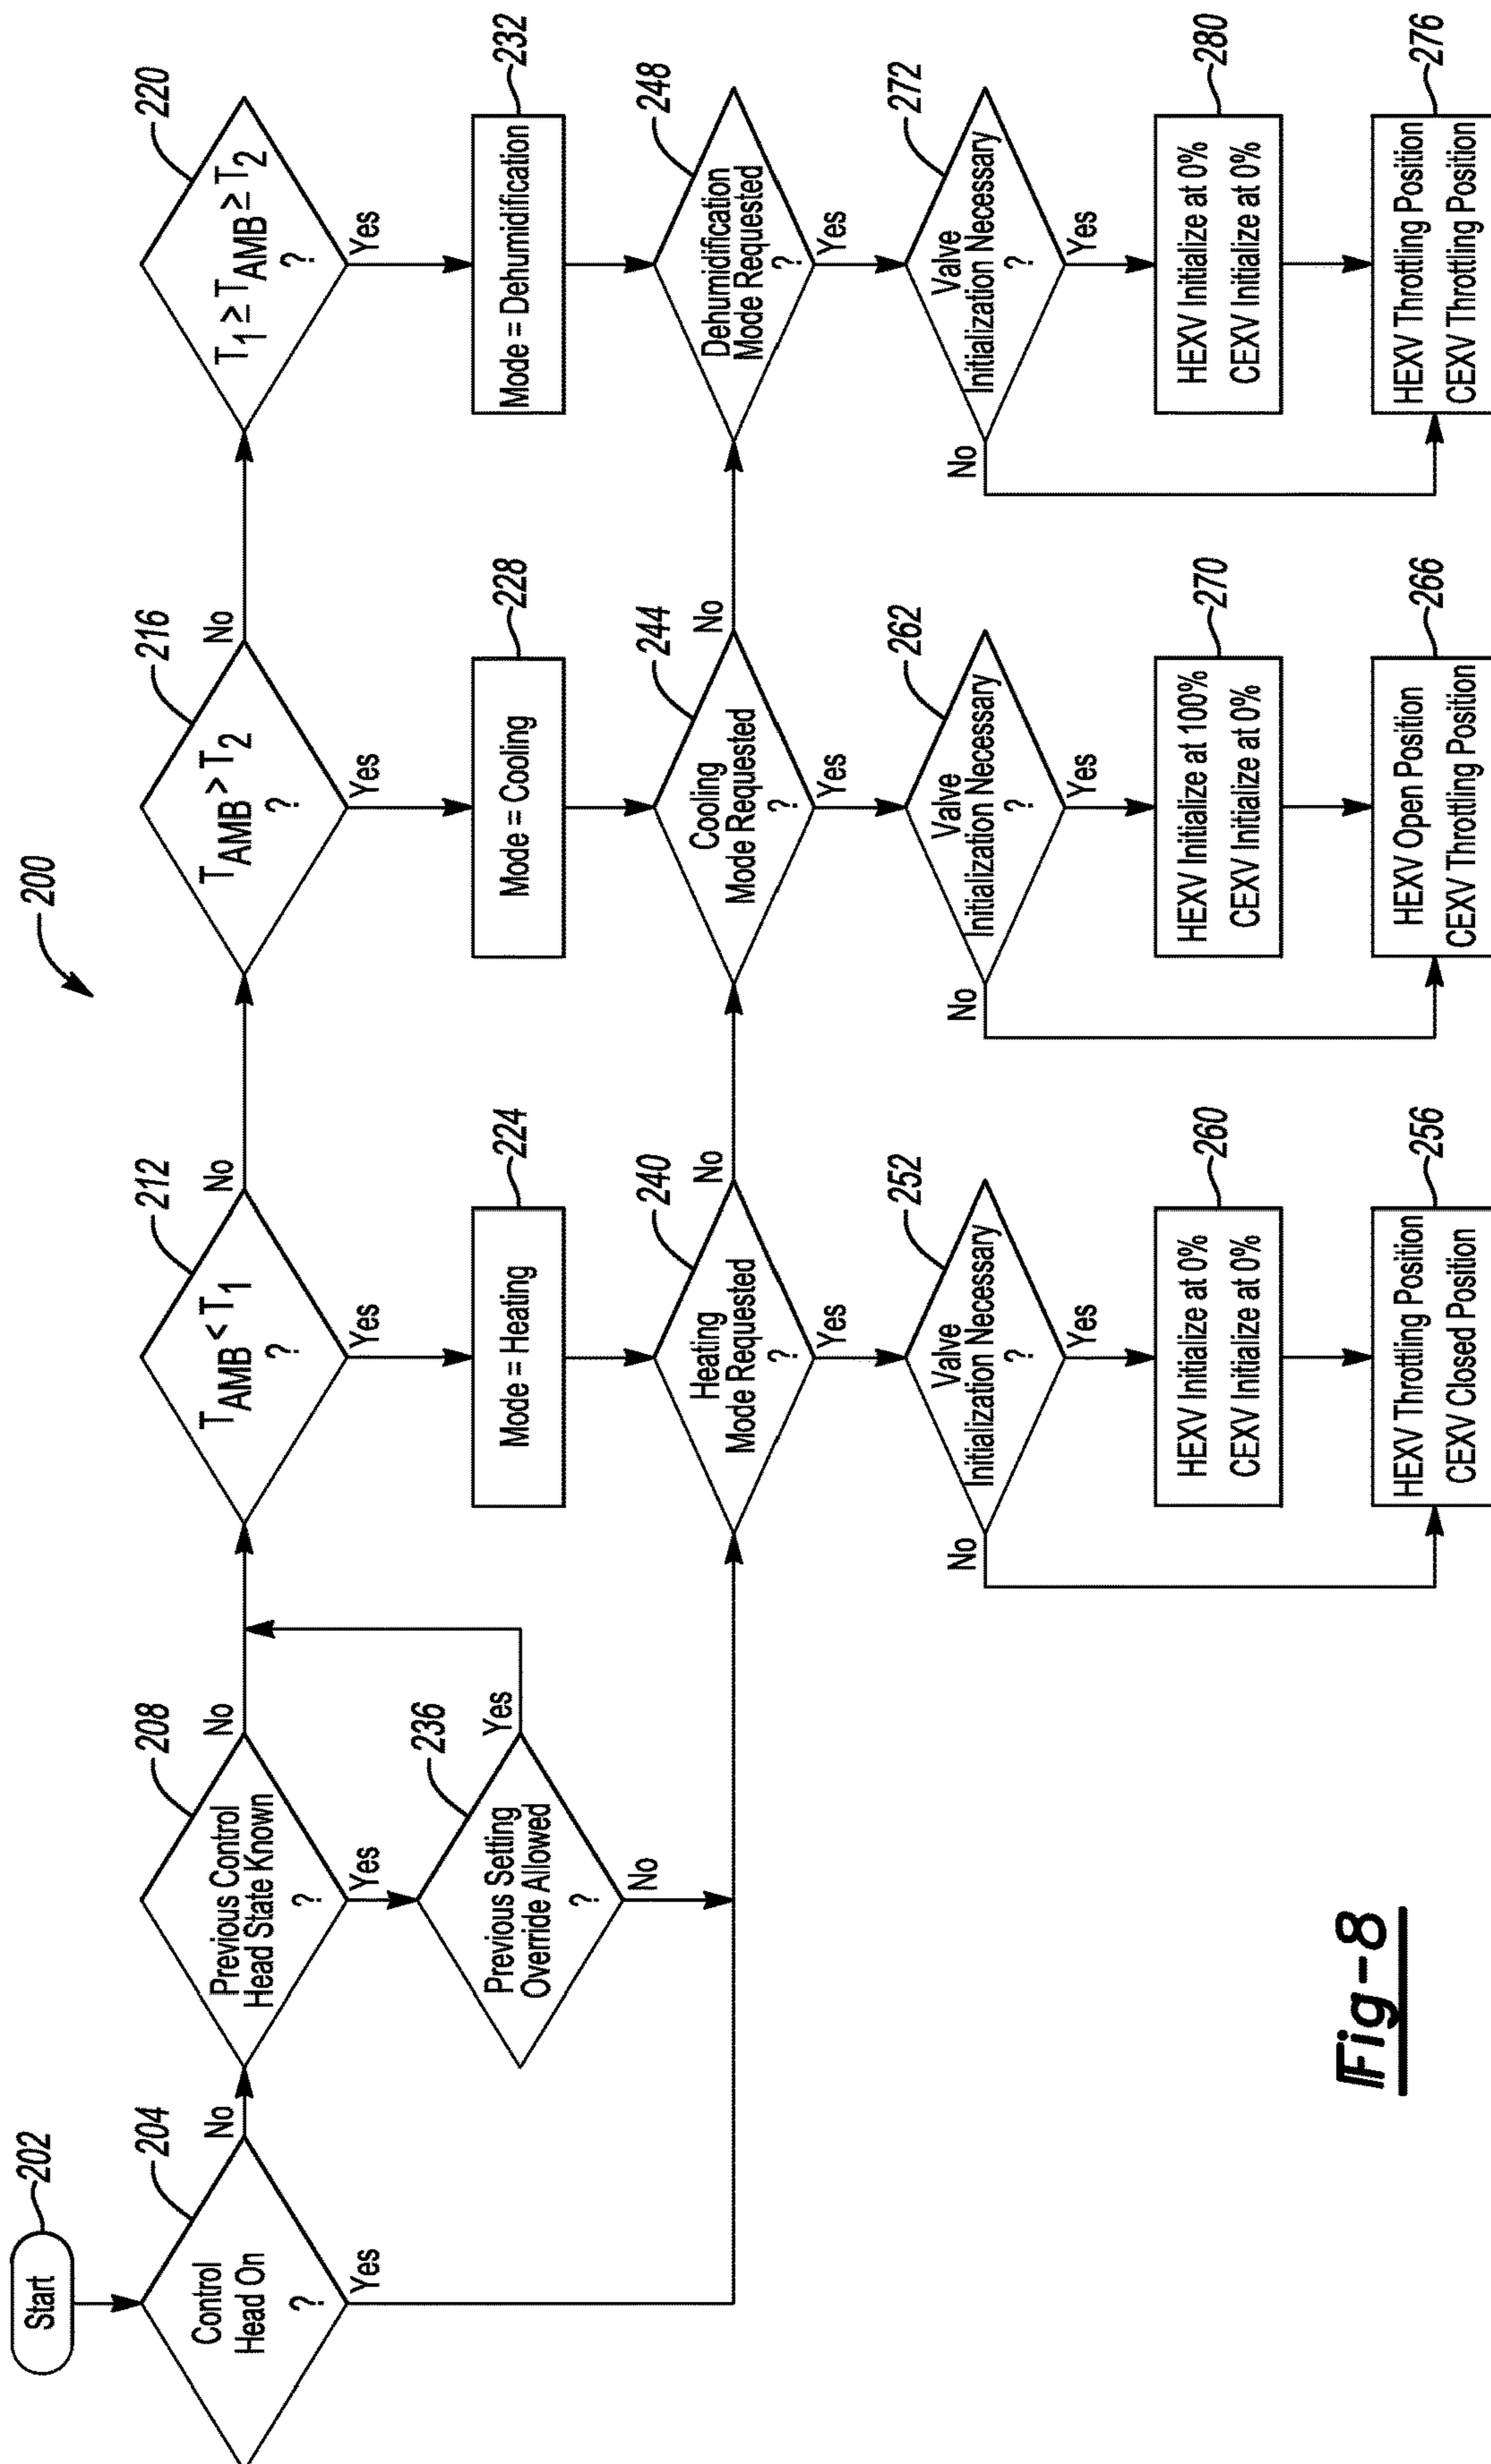 200
Start
202
Control
Head On
?
204
No
Yes
Previous Control
Head State Known
?
208
No
Yes
Previous Setting
Override Allowed
?
236
Yes
No
TAMB < T1
?
212
No
Yes
TAMB > T2
?
216
No
Yes
T1 ≥ TAMB ≥ T2
?
220
Yes
Mode = Heating
224
Mode = Cooling
228
Mode = Dehumidification
232
Heating
Mode Requested
?
240
No
Yes
Cooling
Mode Requested
?
244
No
Yes
Dehumidification
Mode Requested
?
248
Yes
Valve
Initialization Necessary
?
252
No
Yes
Valve
Initialization Necessary
?
262
No
Yes
Valve
Initialization Necessary
?
272
No
Yes
HEXV Initialize at 0%
CEXV Initialize at 0%
260
HEXV Initialize at 100%
CEXV Initialize at 0%
270
HEXV Initialize at 0%
CEXV Initialize at 0%
280
HEXV Throttling Position
CEXV Closed Position
256
HEXV Open Position
CEXV Throttling Position
266
HEXV Throttling Position
CEXV Throttling Position
276
Fig-8